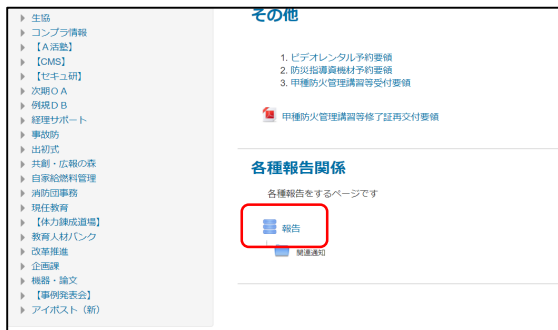 生協
コンプラ情報
【A活塾】
【CMS】
【セキュ研】
次期OA
例規DB
経理サポート
事故防
出初式
共創・広報の森
自家給燃料管理
消防団事務
現任教育
【体力錬成道場】
教育人材バンク
改革推進
企画課
機器・論文
【事例発表会】
アイポスト（新）
その他
1. ビデオレンタル予約要領
2. 防災指導資機材予約要領
3. 甲種防火管理講習等受付要領
甲種防火管理講習等修了証再交付要領
各種報告関係
各種報告をするページです
報告
関連通知